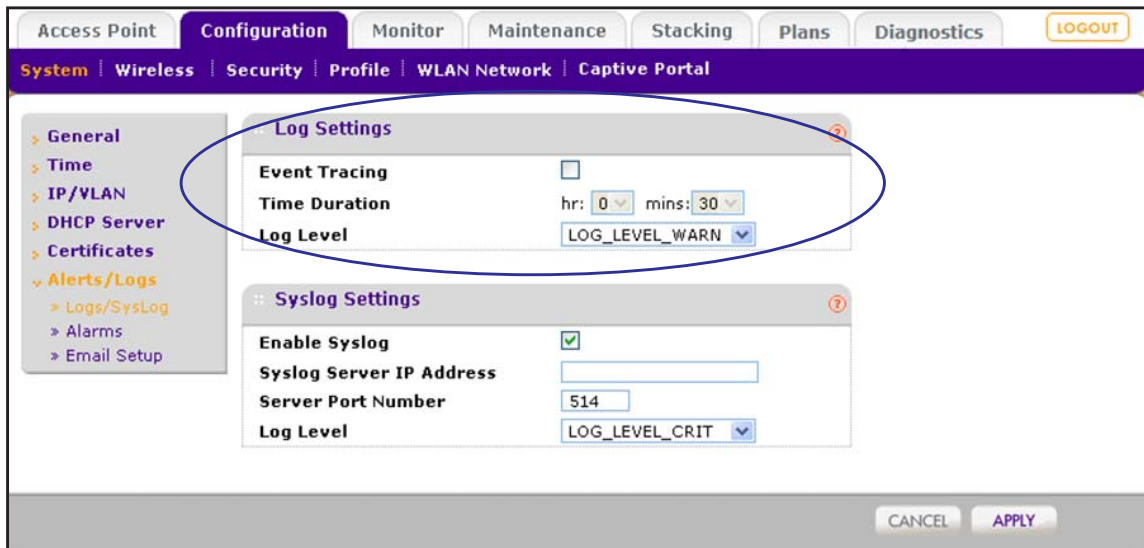 Access Point Configuration Monitor Maintenance Stacking Plans Diagnostics LOGOUT
System Wireless Security Profile WLAN Network Captive Portal
General
Time
IP/VLAN
DHCP Server
Certificates
Alerts/Logs
» Logs/SysLog
» Alarms
» Email Setup
Log Settings ?
Event Tracing
Time Duration hr: 0 mins: 30
Log Level LOG_LEVEL_WARN
Syslog Settings ?
Enable Syslog
Syslog Server IP Address
Server Port Number 514
Log Level LOG_LEVEL_CRIT
CANCEL APPLY